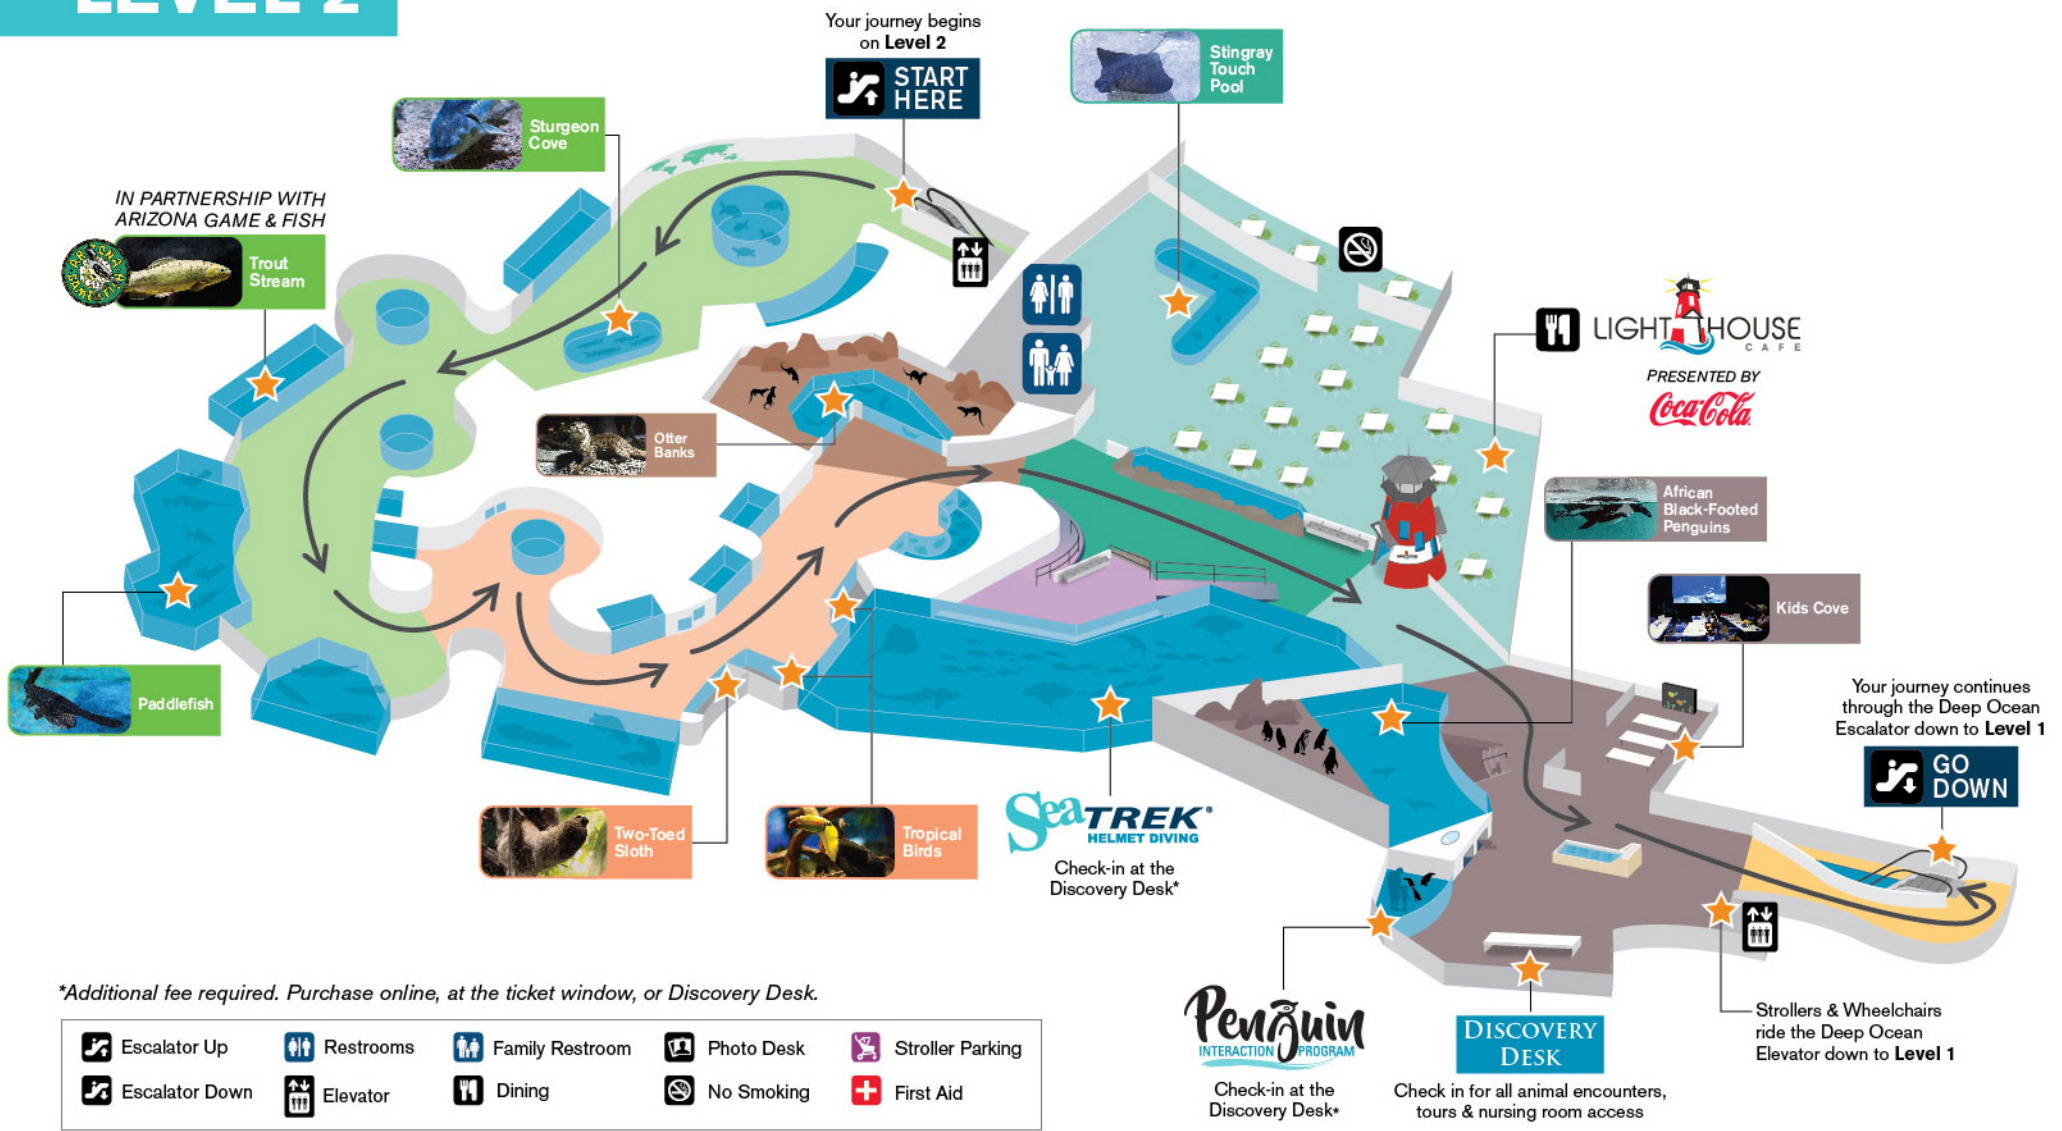 LEVEL 2
Your journey begins
on Level 2
START
HERE
Stingray
Touch
Pool
Sturgeon
Cove
IN PARTNERSHIP WITH
ARIZONA GAME & FISH
ARIZONA
GAME & FISH
Trout
Stream
LIGHTHOUSE
CAFE
PRESENTED BY
Coca-Cola
Otter
Banks
African
Black-Footed
Penguins
Kids Cove
Paddlefish
Your journey continues
through the Deep Ocean
Escalator down to Level 1
GO
DOWN
Two-Toed
Sloth
Tropical
Birds
SeaTREK®
HELMET DIVING
Check-in at the
Discovery Desk*
Penguin
INTERACTION PROGRAM
Check-in at the
Discovery Desk*
DISCOVERY
DESK
Check in for all animal encounters,
tours & nursing room access
Strollers & Wheelchairs
ride the Deep Ocean
Elevator down to Level 1
*Additional fee required. Purchase online, at the ticket window, or Discovery Desk.
Escalator Up
Restrooms
Family Restroom
Photo Desk
Stroller Parking
Escalator Down
Elevator
Dining
No Smoking
First Aid